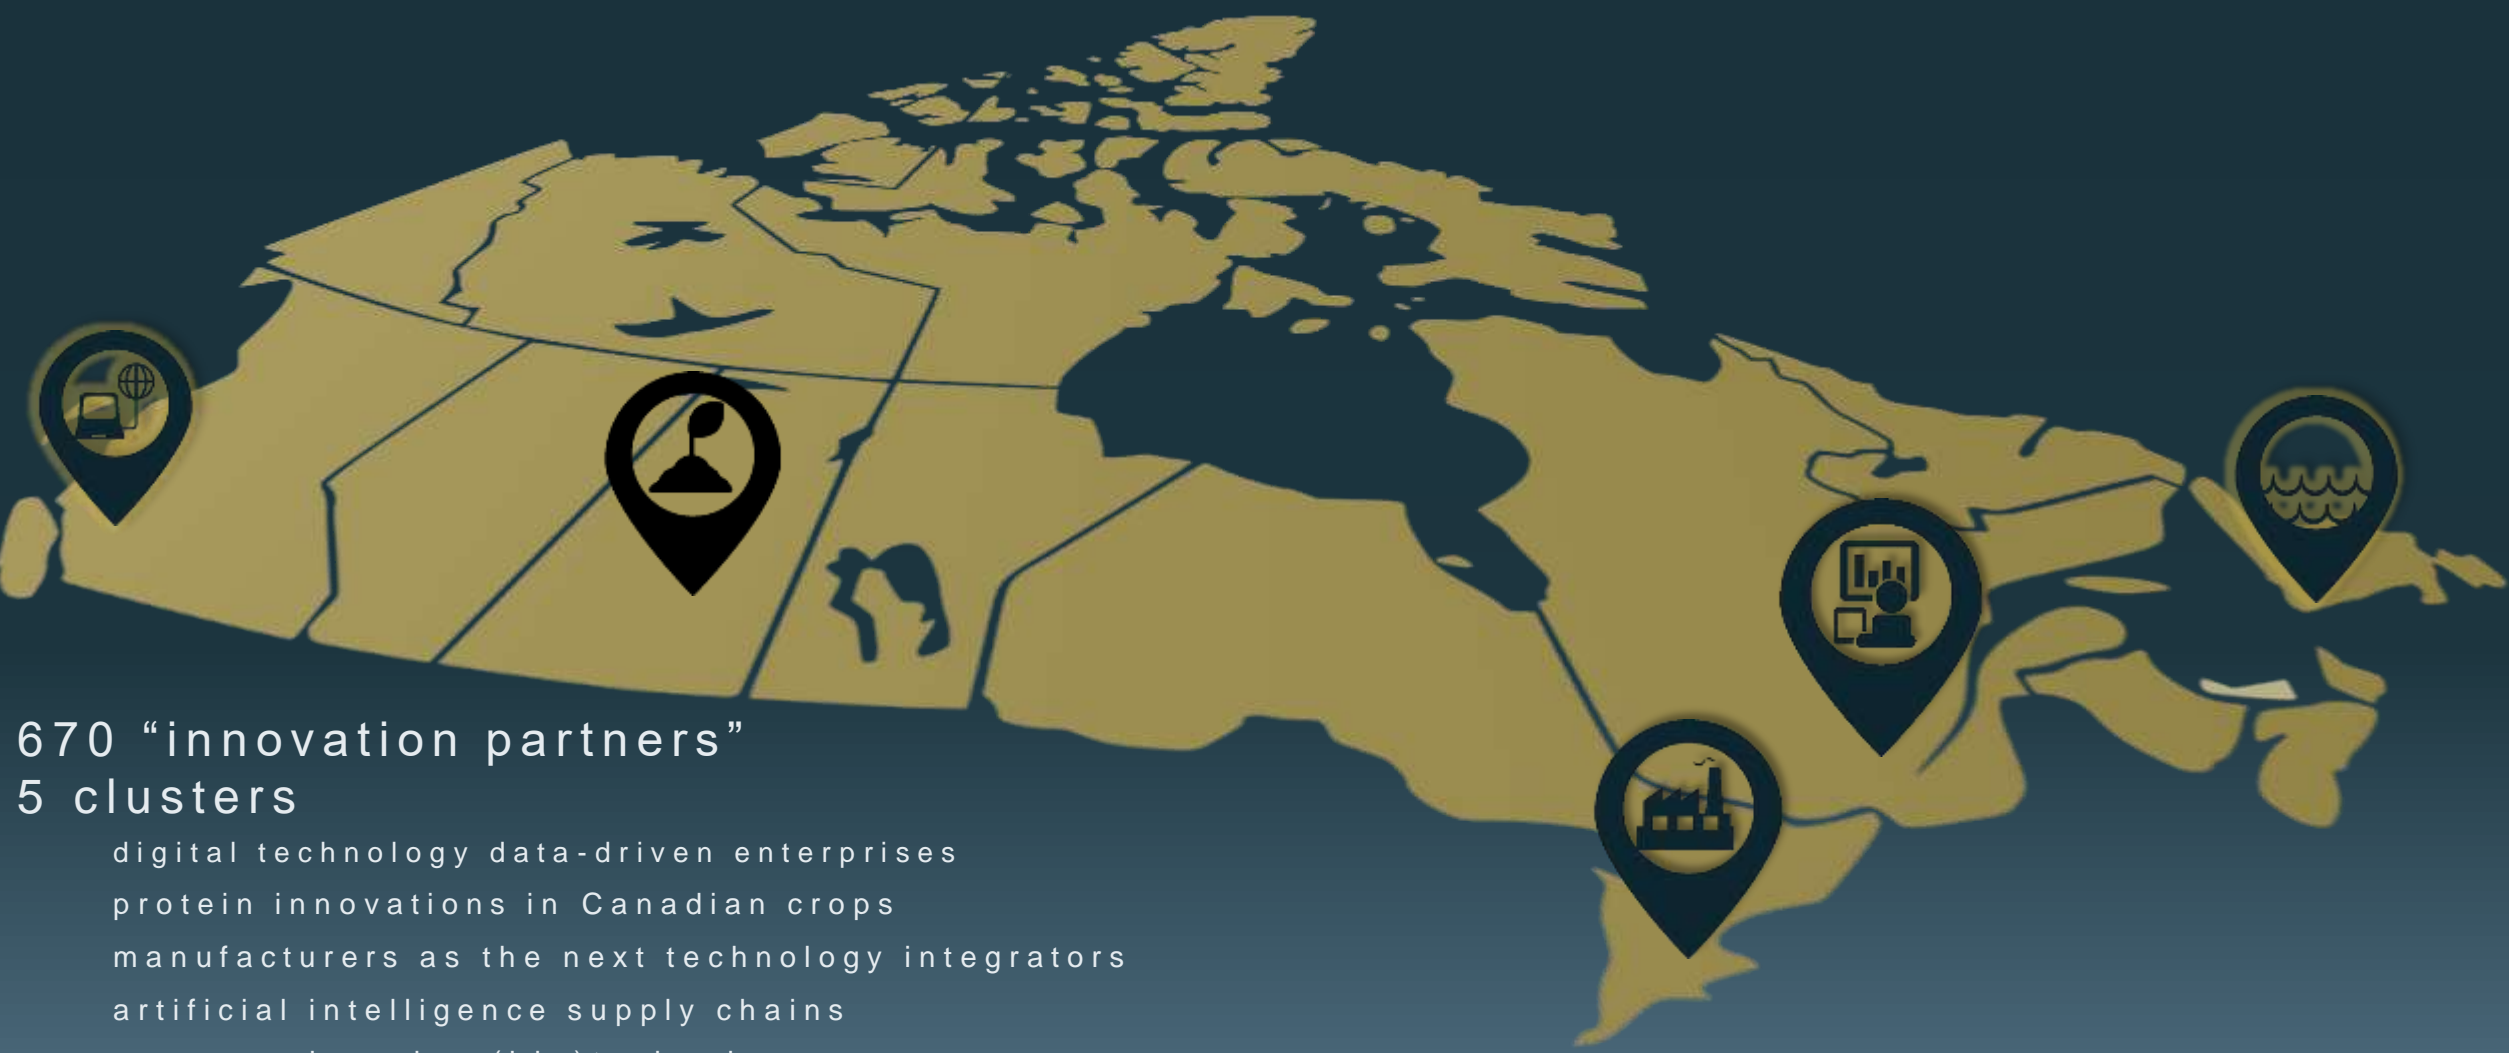 670 “innovation partners”
5 clusters
digital technology data-driven enterprises
protein innovations in Canadian crops
manufacturers as the next technology integrators
artificial intelligence supply chains